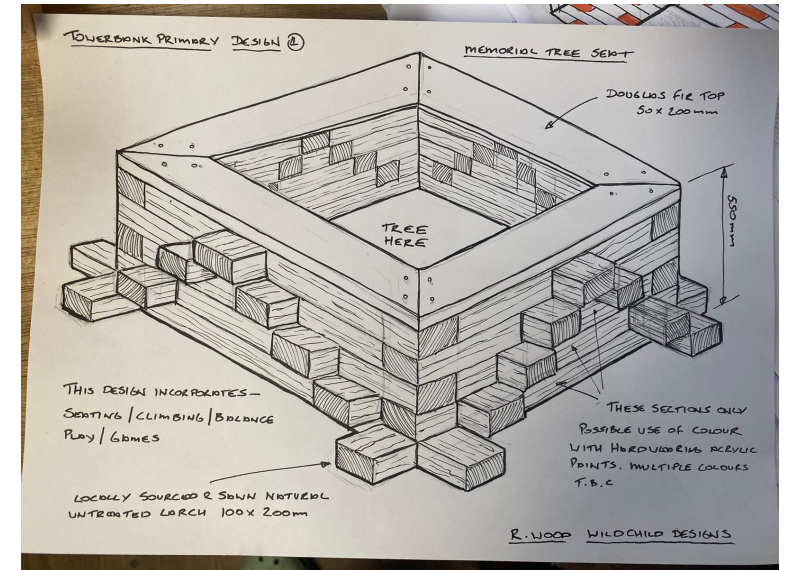 TOWERBANK PRIMARY DESIGN 1
MEMORIAL TREE SEAT
DOUGLAS FIR TOP
50 X 200mm
550mm
TREE
HERE
THIS DESIGN INCORPORATES—
SEATING/CLIMBING/BALANCE
PLAY/GAMES
THESE SECTIONS ONLY
POSSIBLE USE OF COLOUR
WITH HARDWEARING ACRYLIC
PAINTS. MULTIPLE COLOURS
T.B.C
LOCALLY SOURCED & SAWN NATURAL
UNTREATED LARCH 100 X 200mm
R. WOOD WILDCHILD DESIGNS